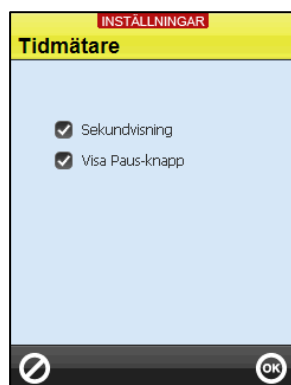 INSTÄLLNINGAR
Tidmätare
Sekundvisning
Visa Paus-knapp
OK